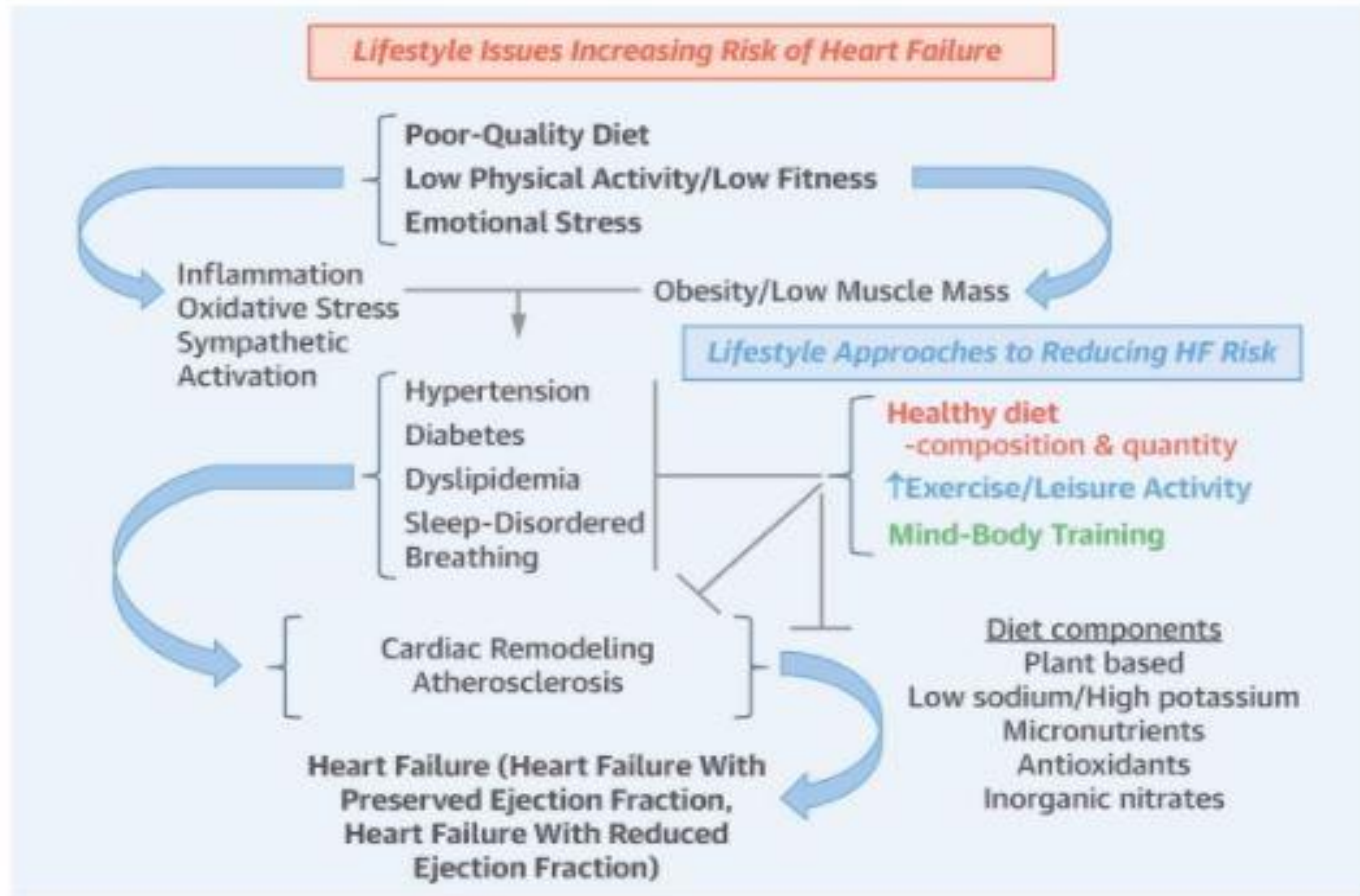 Lifestyle Issues Increasing Risk of Heart Failure
Poor-Quality Diet
Low Physical Activity/Low Fitness
Emotional Stress
Inflammation
Oxidative Stress
Sympathetic
Activation
Obesity/Low Muscle Mass
Lifestyle Approaches to Reducing HF Risk
Hypertension
Diabetes
Dyslipidemia
Sleep-Disordered
Breathing
Healthy diet
-composition & quantity
↑Exercise/Leisure Activity
Mind-Body Training
Cardiac Remodeling
Atherosclerosis
Diet components
Plant based
Low sodium/High potassium
Micronutrients
Antioxidants
Inorganic nitrates
Heart Failure (Heart Failure With
Preserved Ejection Fraction,
Heart Failure With Reduced
Ejection Fraction)